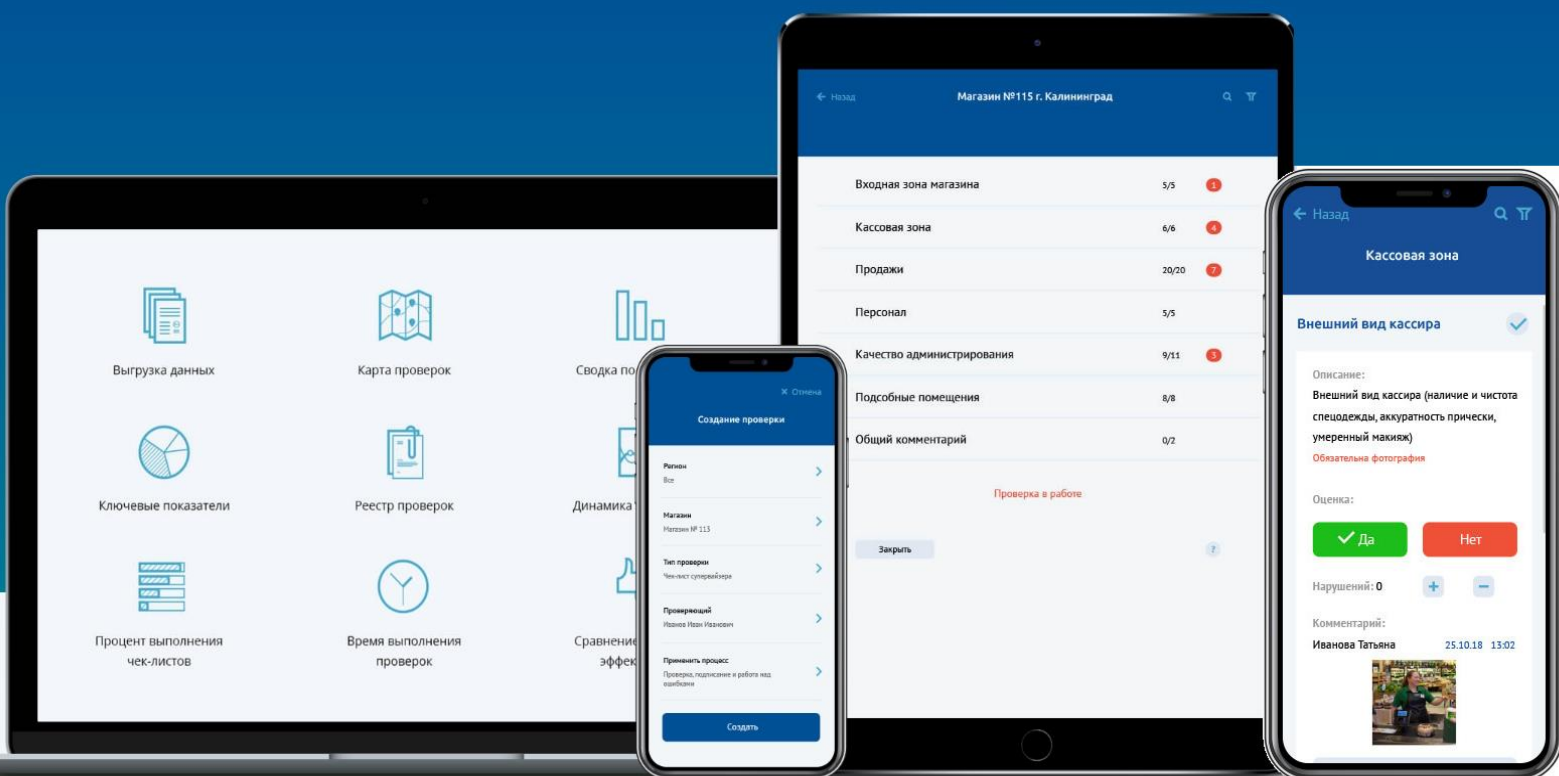 Выгрузка данных
Карта проверок
Сводка по
Ключевые показатели
Реестр проверок
Динамика
Процент выполнения
чек-листов
Время выполнения
проверок
Сравнение
эффек
× Отмена
Создание проверки
Регион
Все
Магазин
Магазин № 113
Тип проверки
Чек-лист супервайзера
Проверяющий
Иванов Иван Иванович
Применить процесс
Проверка, подписание и работа над
ошибками
Создать
← Назад
Магазин №115 г. Калининград
Входная зона магазина 5/5 1
Кассовая зона 6/6 4
Продажи 20/20 7
Персонал 5/5
Качество администрирования 9/11 3
Подсобные помещения 8/8
Общий комментарий 0/2
Проверка в работе
Закрыть ?
← Назад
Кассовая зона
Внешний вид кассира
Описание:
Внешний вид кассира (наличие и чистота
спецодежды, аккуратность прически,
умеренный макияж)
Обязательна фотография
Оценка:
Да Нет
Нарушений: 0 + −
Комментарий:
Иванова Татьяна 25.10.18 13:02